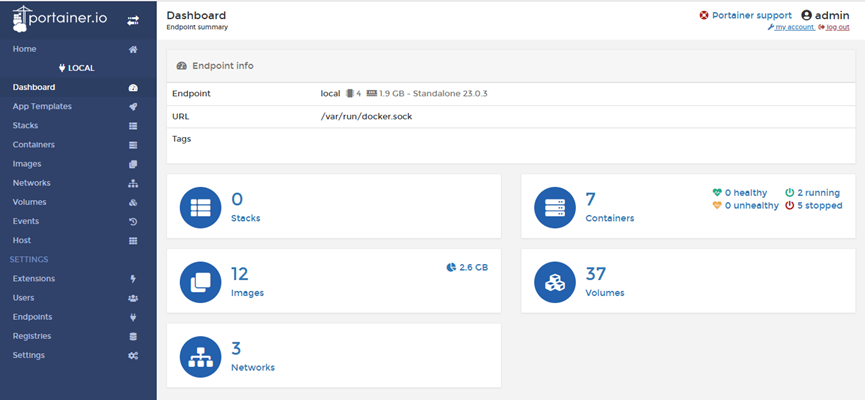 portainer.io
Home
LOCAL
Dashboard
App Templates
Stacks
Containers
Images
Networks
Volumes
Events
Host
SETTINGS
Extensions
Users
Endpoints
Registries
Settings
Dashboard
Endpoint summary
Portainer support admin
my account log out
Endpoint info
Endpoint local 4 1.9 GB - Standalone 23.0.3
URL /var/run/docker.sock
Tags
0
Stacks
7
Containers
0 healthy 2 running
0 unhealthy 5 stopped
12
Images
2.6 GB
37
Volumes
3
Networks